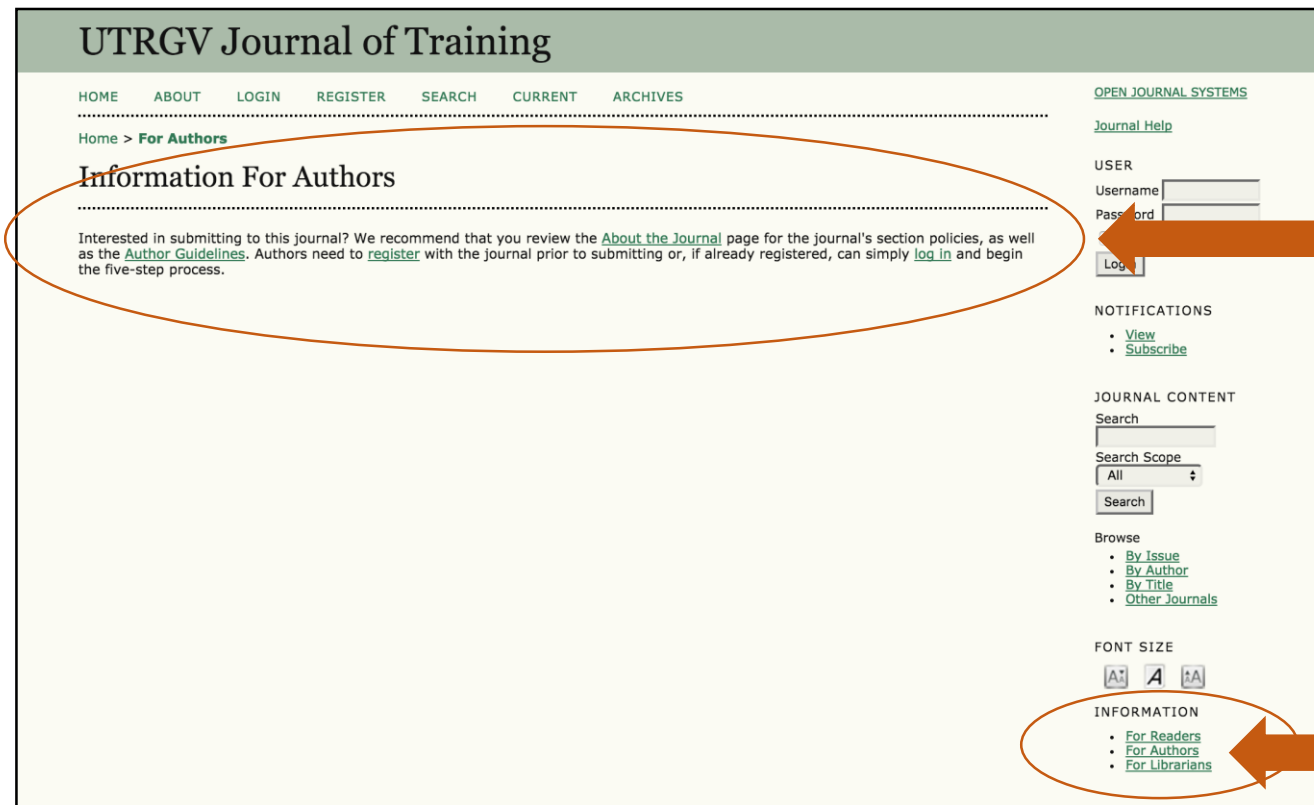 UTRGV Journal of Training
HOME ABOUT LOGIN REGISTER SEARCH CURRENT ARCHIVES
Home > For Authors
Information For Authors
Interested in submitting to this journal? We recommend that you review the About the Journal page for the journal's section policies, as well
as the Author Guidelines. Authors need to register with the journal prior to submitting or, if already registered, can simply log in and begin
the five-step process.
OPEN JOURNAL SYSTEMS
Journal Help
USER
Username
Password
Login
NOTIFICATIONS
View
Subscribe
JOURNAL CONTENT
Search
Search Scope
All
Search
Browse
By Issue
By Author
By Title
Other Journals
FONT SIZE
A
INFORMATION
For Readers
For Authors
For Librarians